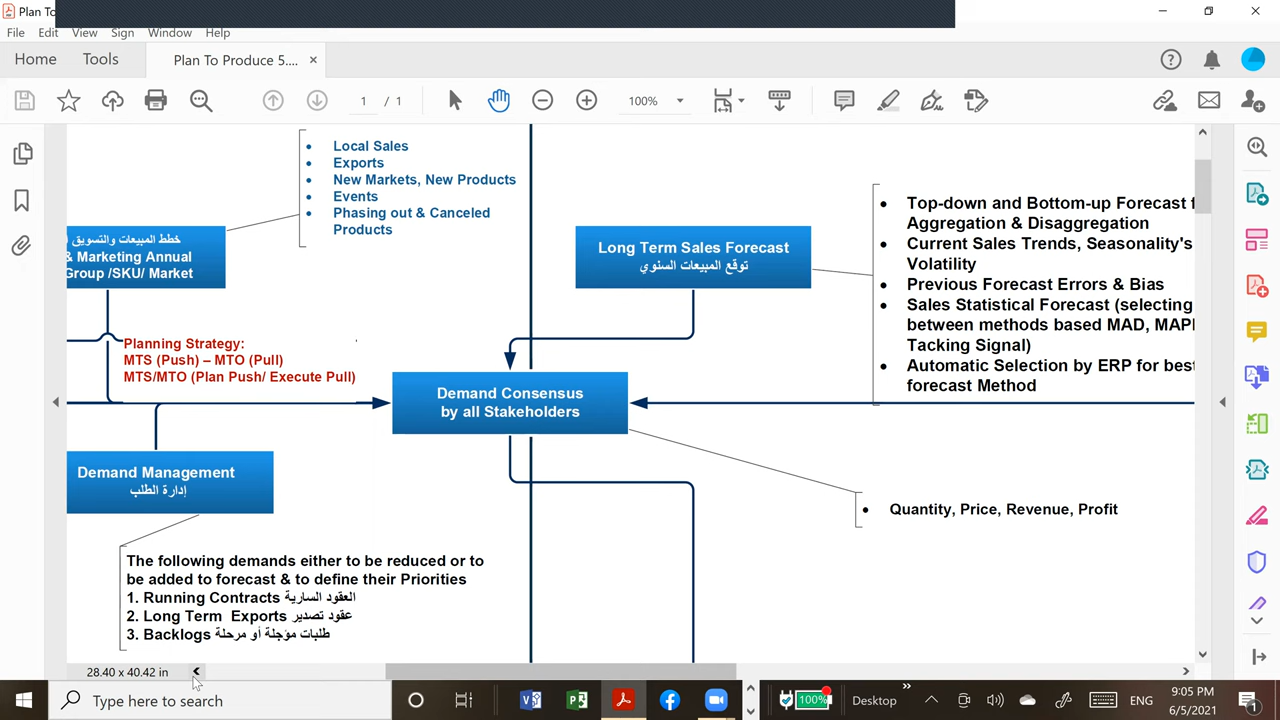 Plan To
File Edit View Sign Window Help
Home Tools Plan To Produce 5.... ×
1 / 1 100%
Local Sales
Exports
New Markets, New Products
Events
Phasing out & Canceled
Products
خطط المبيعات والتسويق
& Marketing Annual
Group /SKU/ Market
Long Term Sales Forecast
توقع المبيعات السنوي
Top-down and Bottom-up Forecast f
Aggregation & Disaggregation
Current Sales Trends, Seasonality's
Volatility
Previous Forecast Errors & Bias
Sales Statistical Forecast (selecting
between methods based MAD, MAPE
Tacking Signal)
Automatic Selection by ERP for best
forecast Method
Planning Strategy:
MTS (Push) – MTO (Pull)
MTS/MTO (Plan Push/ Execute Pull)
Demand Consensus
by all Stakeholders
Demand Management
إدارة الطلب
Quantity, Price, Revenue, Profit
The following demands either to be reduced or to
be added to forecast & to define their Priorities
1. Running Contracts العقود السارية
2. Long Term Exports عقود تصدير
3. Backlogs طلبات مؤجلة أو مرحلة
28.40 x 40.42 in
Type here to search
100% Desktop ENG
9:05 PM
6/5/2021
1